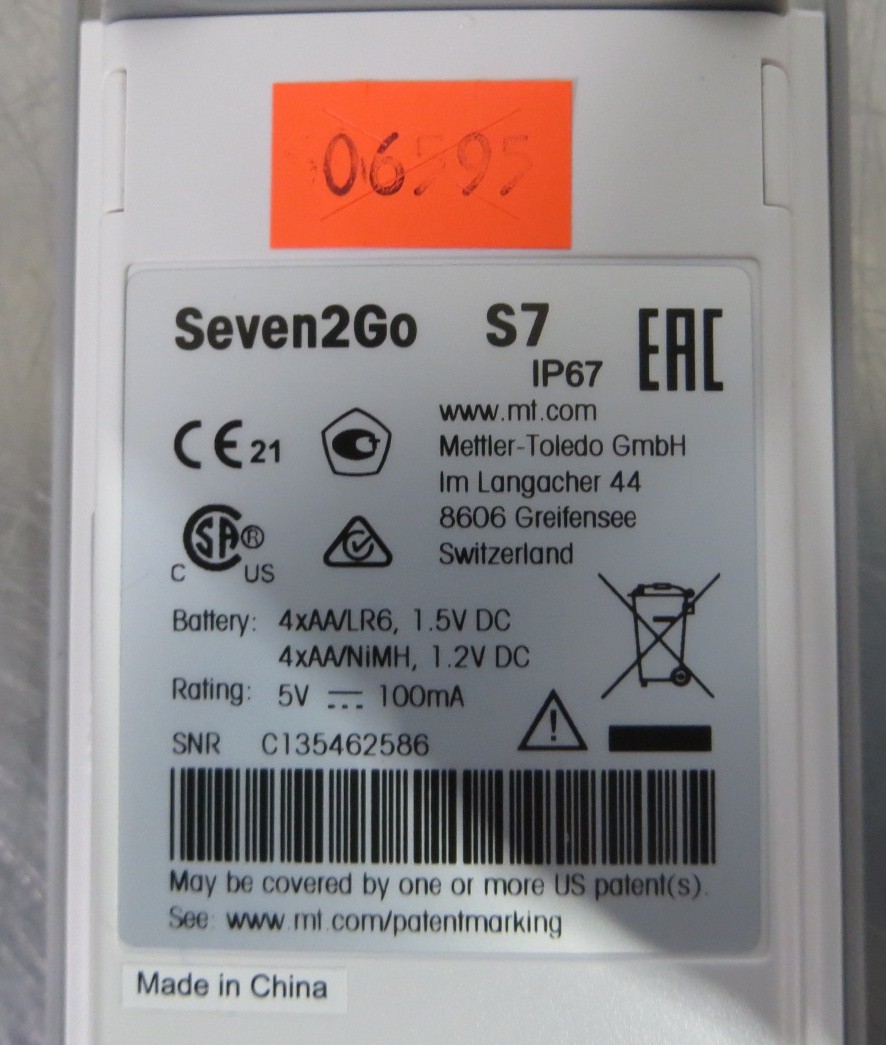 06595
Seven2Go S7
IP67 EAC
www.mt.com
CE 21
Mettler-Toledo GmbH
Im Langacher 44
8606 Greifensee
Switzerland
C SA® US
Battery: 4xAA/LR6, 1.5V DC
4xAA/NiMH, 1.2V DC
Rating: 5V ⎓ 100mA
SNR C135462586
May be covered by one or more US patent(s).
See: www.mt.com/patentmarking
Made in China